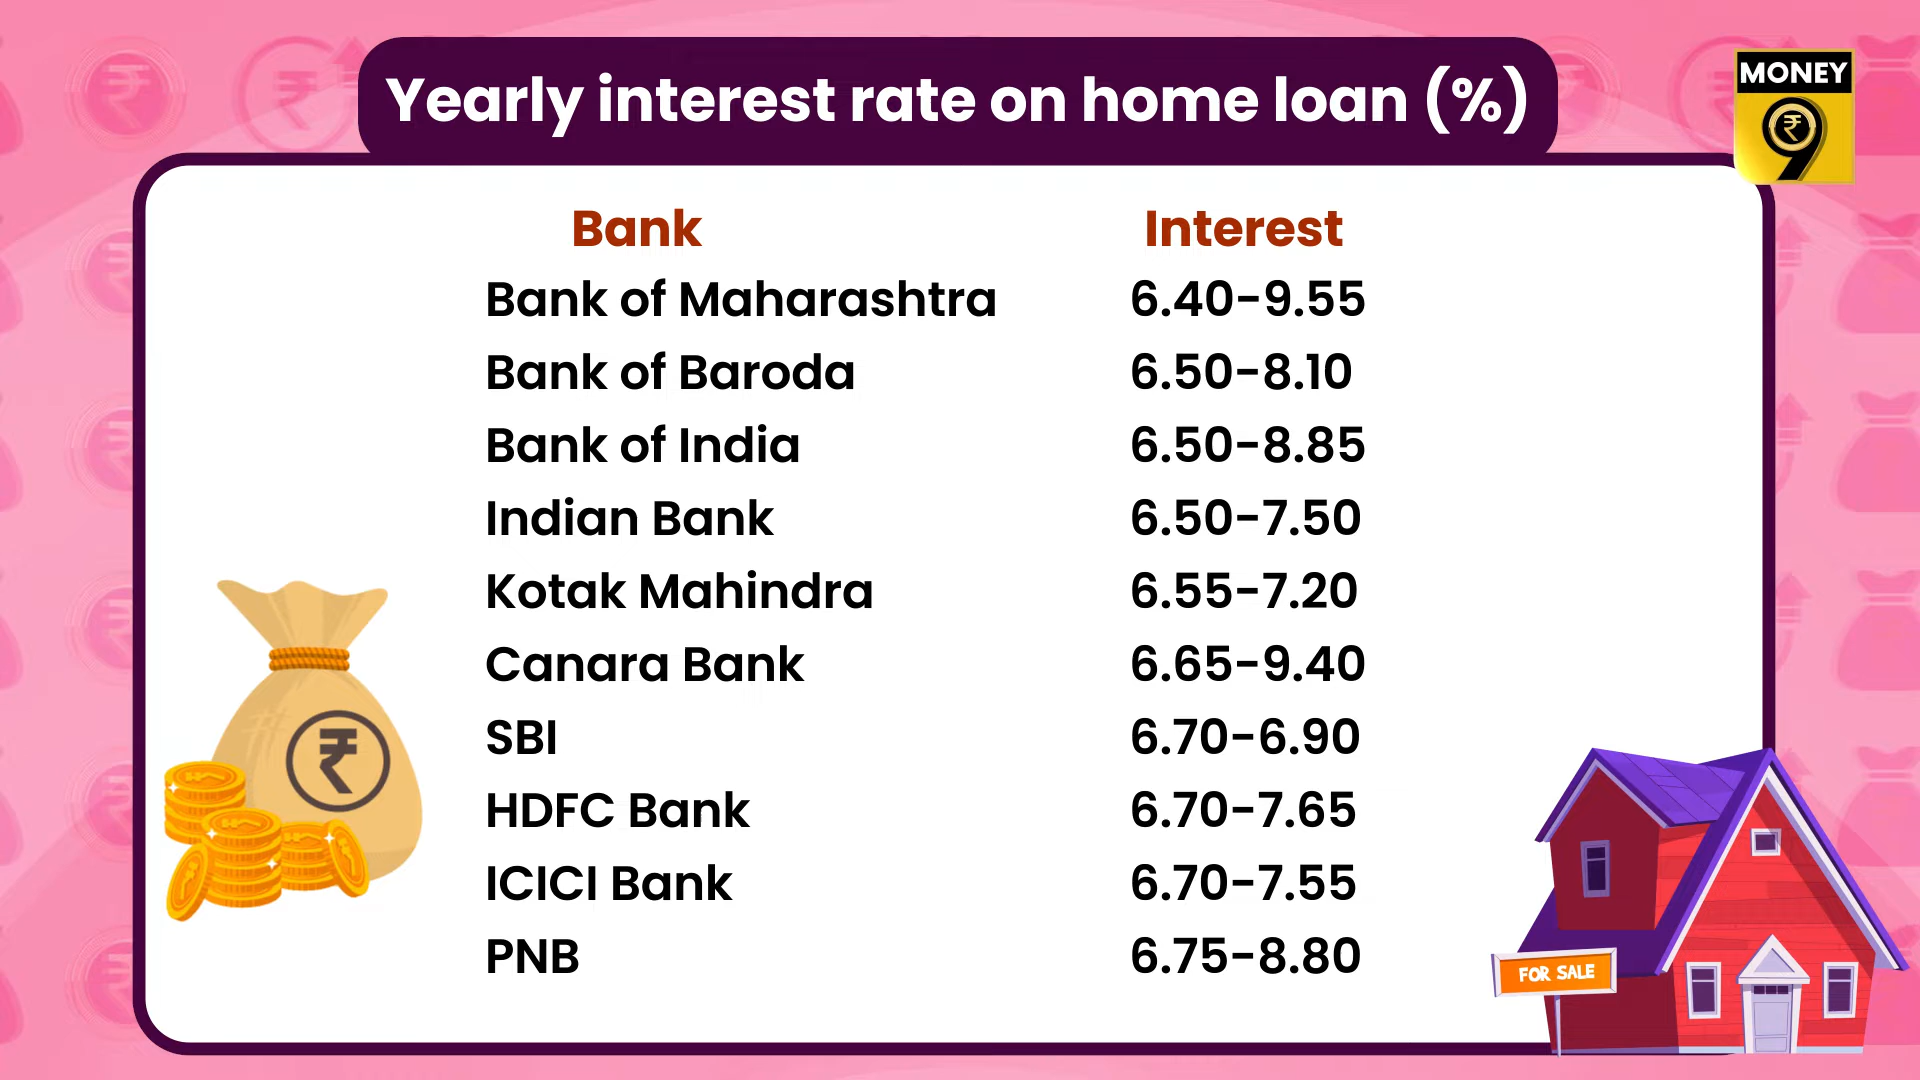 Yearly interest rate on home loan (%)
MONEY
₹
9
Bank Interest
Bank of Maharashtra 6.40-9.55
Bank of Baroda 6.50-8.10
Bank of India 6.50-8.85
Indian Bank 6.50-7.50
Kotak Mahindra 6.55-7.20
Canara Bank 6.65-9.40
SBI 6.70-6.90
HDFC Bank 6.70-7.65
ICICI Bank 6.70-7.55
PNB 6.75-8.80
₹
FOR SALE